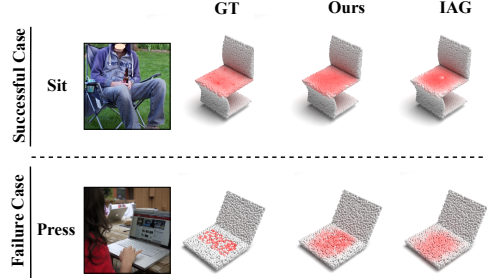 GT Ours IAG
Successful Case
Sit
Failure Case
Press